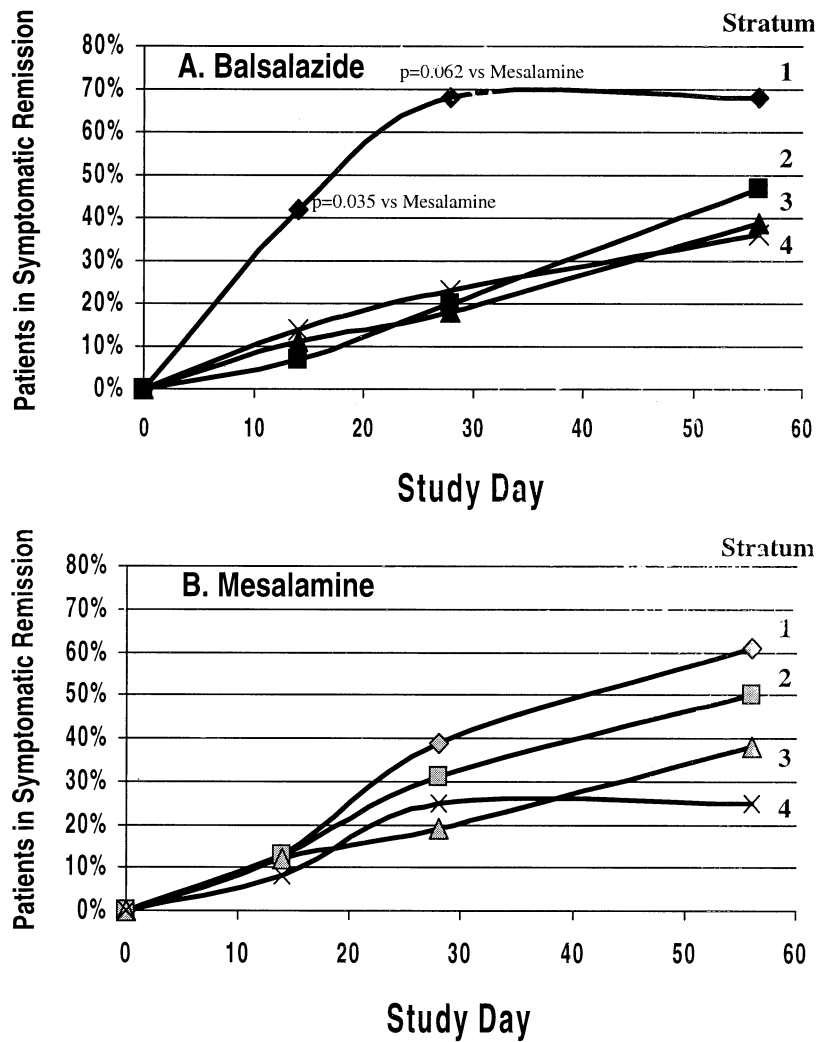 Stratum
80%
A. Balsalazide
p=0.062 vs Mesalamine
1
70%
60%
2
50%
3
40%
p=0.035 vs Mesalamine
4
30%
20%
10%
0%
Patients in Symptomatic Remission
0 10 20 30 40 50 60
Study Day
Stratum
80%
B. Mesalamine
70%
1
60%
2
50%
40%
3
30%
4
20%
10%
0%
Patients in Symptomatic Remission
0 10 20 30 40 50 60
Study Day